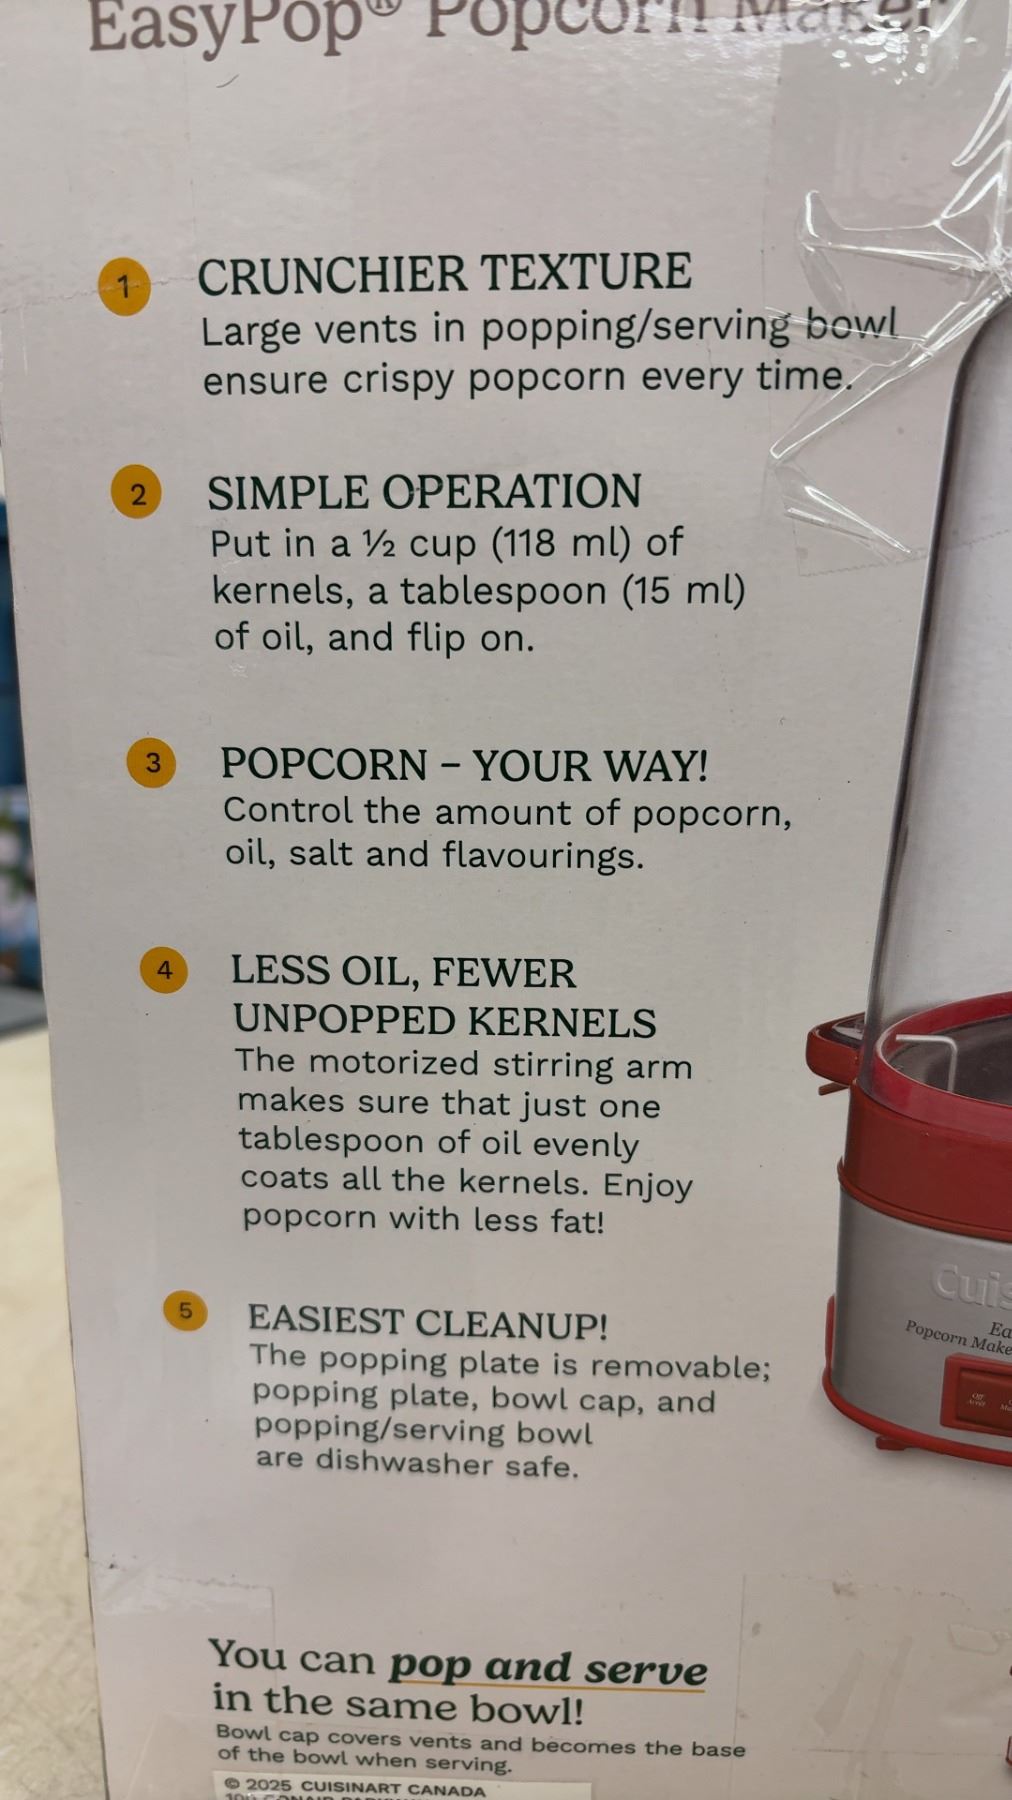 EasyPop® Popcorn Maker
1
CRUNCHIER TEXTURE
Large vents in popping/serving bowl
ensure crispy popcorn every time.
2
SIMPLE OPERATION
Put in a ½ cup (118 ml) of
kernels, a tablespoon (15 ml)
of oil, and flip on.
3
POPCORN – YOUR WAY!
Control the amount of popcorn,
oil, salt and flavourings.
4
LESS OIL, FEWER
UNPOPPED KERNELS
The motorized stirring arm
makes sure that just one
tablespoon of oil evenly
coats all the kernels. Enjoy
popcorn with less fat!
5
EASIEST CLEANUP!
The popping plate is removable;
popping plate, bowl cap, and
popping/serving bowl
are dishwasher safe.
Cuis
Ea
Popcorn Make
Off
You can pop and serve
in the same bowl!
Bowl cap covers vents and becomes the base
of the bowl when serving.
© 2025 CUISINART CANADA